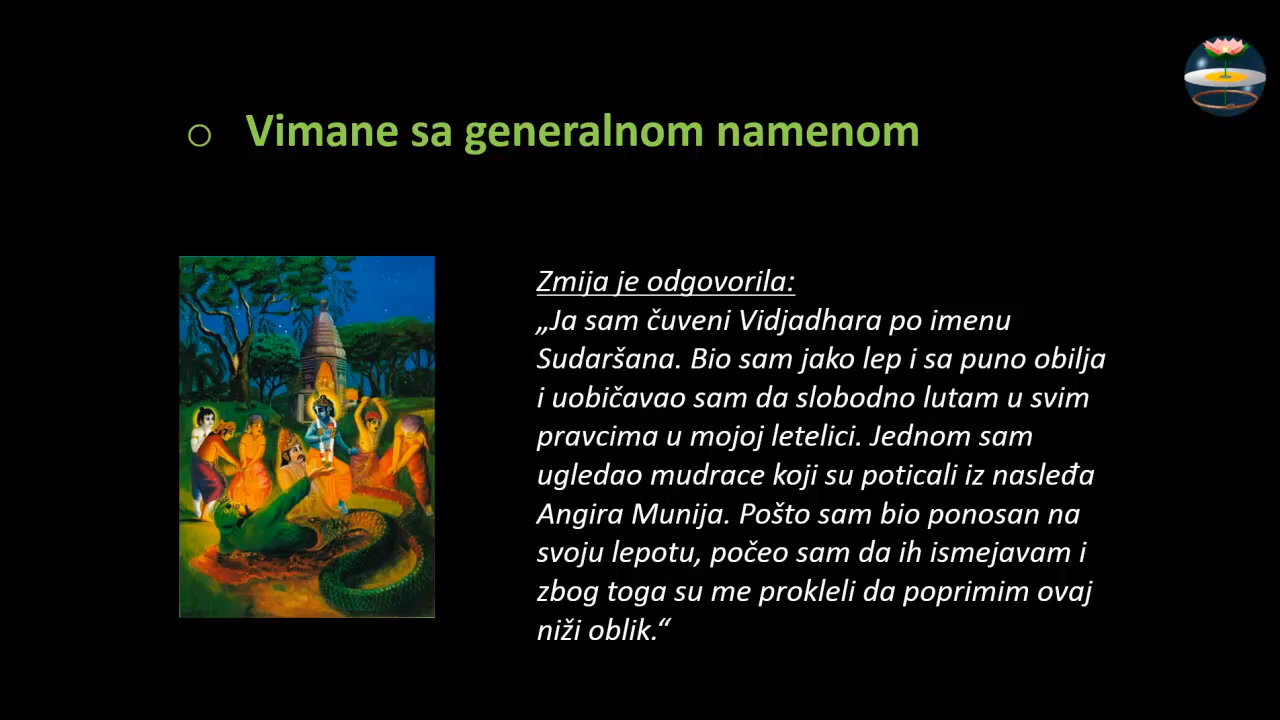 o Vimane sa generalnom namenom
Zmija je odgovorila:
„Ja sam čuveni Vidjadhara po imenu
Sudaršana. Bio sam jako lep i sa puno obilja
i uobičavao sam da slobodno lutam u svim
pravcima u mojoj letelici. Jednom sam
ugledao mudrace koji su poticali iz nasleđa
Angira Munija. Pošto sam bio ponosan na
svoju lepotu, počeo sam da ih ismejavam i
zbog toga su me prokleli da poprimim ovaj
niži oblik.“